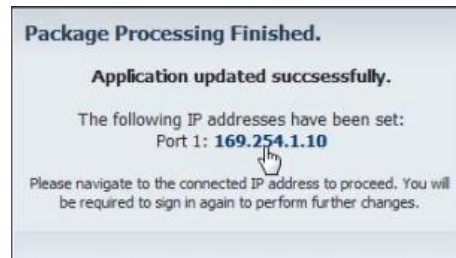 Package Processing Finished.
Application updated succsessfully.
The following IP addresses have been set:
Port 1: 169.254.1.10
Please navigate to the connected IP address to proceed. You will
be required to sign in again to perform further changes.